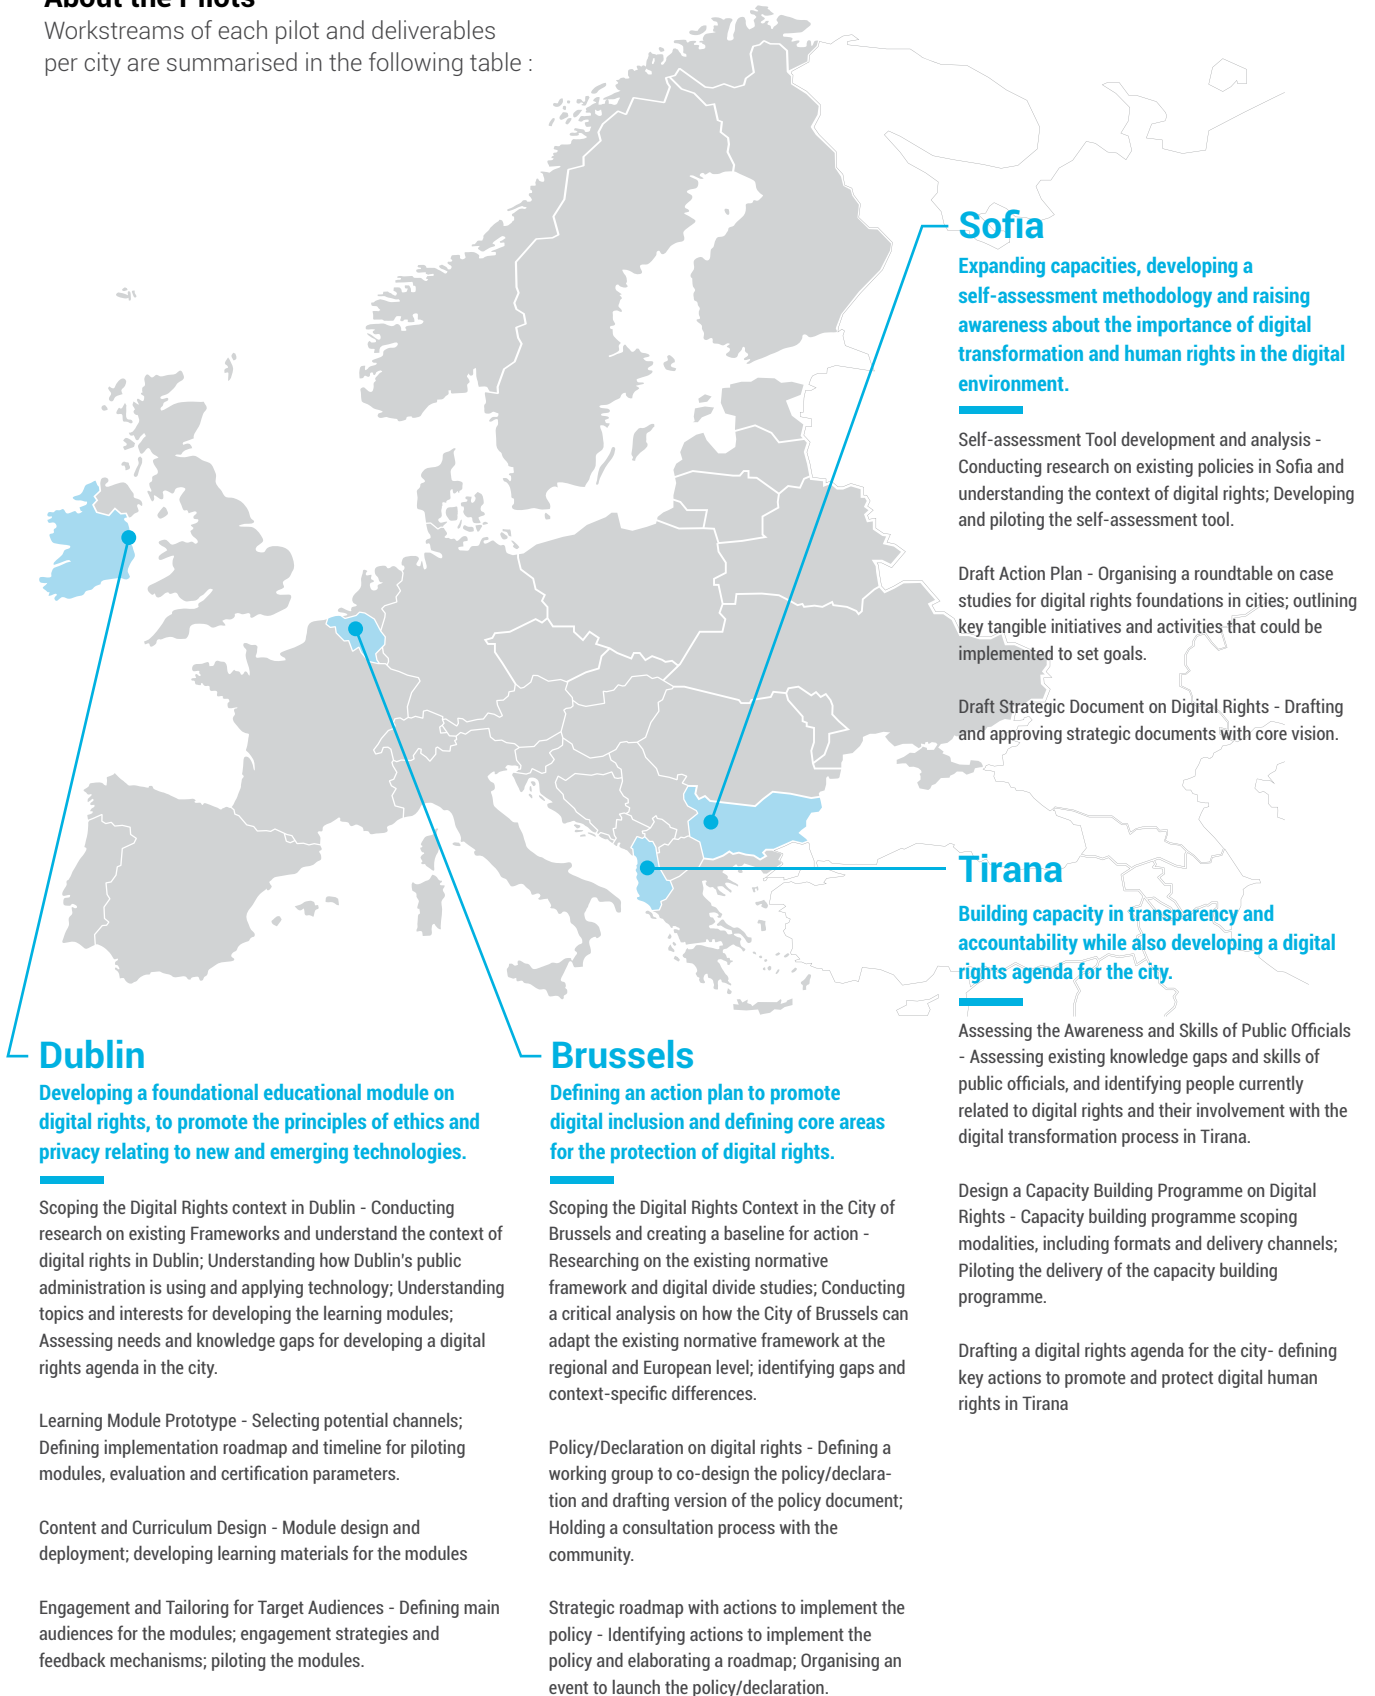 About the Pilots
Workstreams of each pilot and deliverables
per city are summarised in the following table :
Sofia
Expanding capacities, developing a
self-assessment methodology and raising
awareness about the importance of digital
transformation and human rights in the digital
environment.
Self-assessment Tool development and analysis -
Conducting research on existing policies in Sofia and
understanding the context of digital rights; Developing
and piloting the self-assessment tool.
Draft Action Plan - Organising a roundtable on case
studies for digital rights foundations in cities; outlining
key tangible initiatives and activities that could be
implemented to set goals.
Draft Strategic Document on Digital Rights - Drafting
and approving strategic documents with core vision.
Tirana
Building capacity in transparency and
accountability while also developing a digital
rights agenda for the city.
Assessing the Awareness and Skills of Public Officials
- Assessing existing knowledge gaps and skills of
public officials, and identifying people currently
related to digital rights and their involvement with the
digital transformation process in Tirana.
Design a Capacity Building Programme on Digital
Rights - Capacity building programme scoping
modalities, including formats and delivery channels;
Piloting the delivery of the capacity building
programme.
Drafting a digital rights agenda for the city- defining
key actions to promote and protect digital human
rights in Tirana
Dublin
Developing a foundational educational module on
digital rights, to promote the principles of ethics and
privacy relating to new and emerging technologies.
Scoping the Digital Rights context in Dublin - Conducting
research on existing Frameworks and understand the context of
digital rights in Dublin; Understanding how Dublin's public
administration is using and applying technology; Understanding
topics and interests for developing the learning modules;
Assessing needs and knowledge gaps for developing a digital
rights agenda in the city.
Learning Module Prototype - Selecting potential channels;
Defining implementation roadmap and timeline for piloting
modules, evaluation and certification parameters.
Content and Curriculum Design - Module design and
deployment; developing learning materials for the modules
Engagement and Tailoring for Target Audiences - Defining main
audiences for the modules; engagement strategies and
feedback mechanisms; piloting the modules.
Brussels
Defining an action plan to promote
digital inclusion and defining core areas
for the protection of digital rights.
Scoping the Digital Rights Context in the City of
Brussels and creating a baseline for action -
Researching on the existing normative
framework and digital divide studies; Conducting
a critical analysis on how the City of Brussels can
adapt the existing normative framework at the
regional and European level; identifying gaps and
context-specific differences.
Policy/Declaration on digital rights - Defining a
working group to co-design the policy/declara-
tion and drafting version of the policy document;
Holding a consultation process with the
community.
Strategic roadmap with actions to implement the
policy - Identifying actions to implement the
policy and elaborating a roadmap; Organising an
event to launch the policy/declaration.